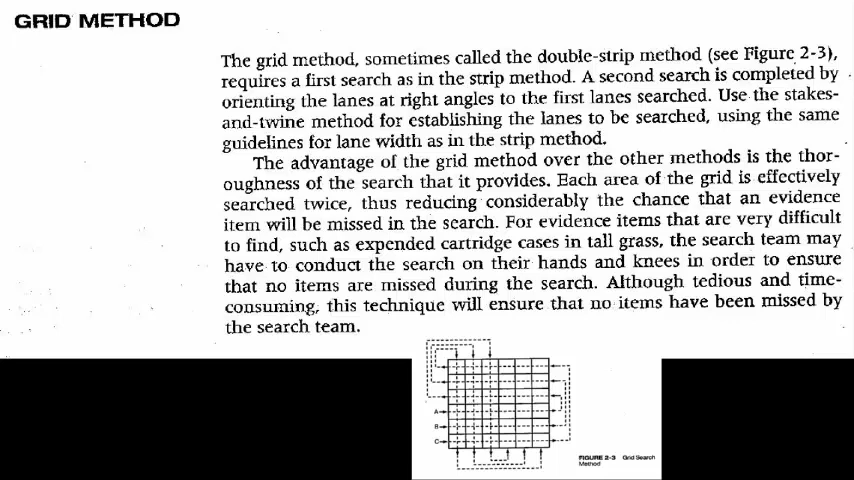 GRID METHOD
The grid method, sometimes called the double-strip method (see Figure 2-3),
requires a first search as in the strip method. A second search is completed by
orienting the lanes at right angles to the first lanes searched. Use the stakes-
and-twine method for establishing the lanes to be searched, using the same
guidelines for lane width as in the strip method.
The advantage of the grid method over the other methods is the thor-
oughness of the search that it provides. Each area of the grid is effectively
searched twice, thus reducing considerably the chance that an evidence
item will be missed in the search. For evidence items that are very difficult
to find, such as expended cartridge cases in tall grass, the search team may
have to conduct the search on their hands and knees in order to ensure
that no items are missed during the search. Although tedious and time-
consuming, this technique will ensure that no items have been missed by
the search team.
A
B
C
FIGURE 2-3 Grid Search
Method